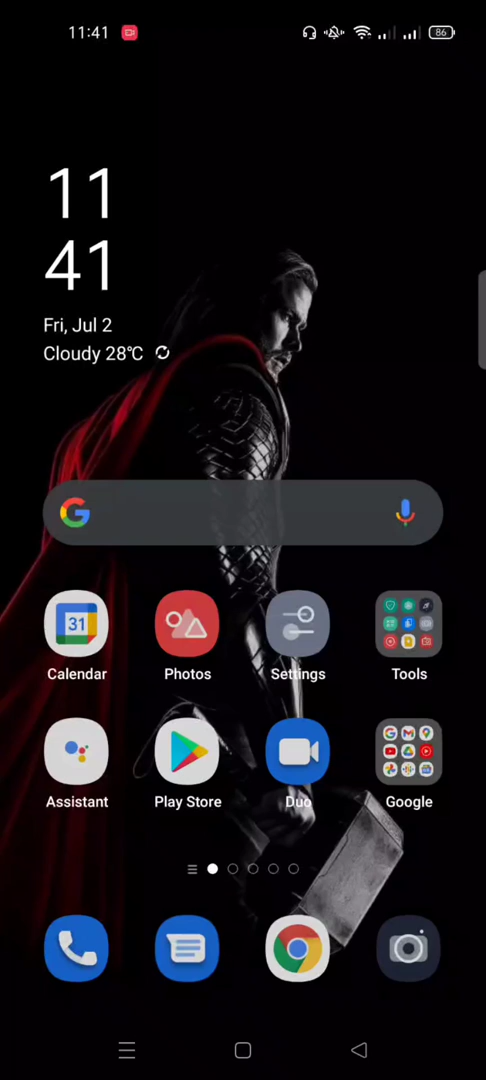 11:41
86
11
41
Fri, Jul 2
Cloudy 28℃
31
Calendar
Photos
Settings
Tools
Assistant
Play Store
Duo
Google